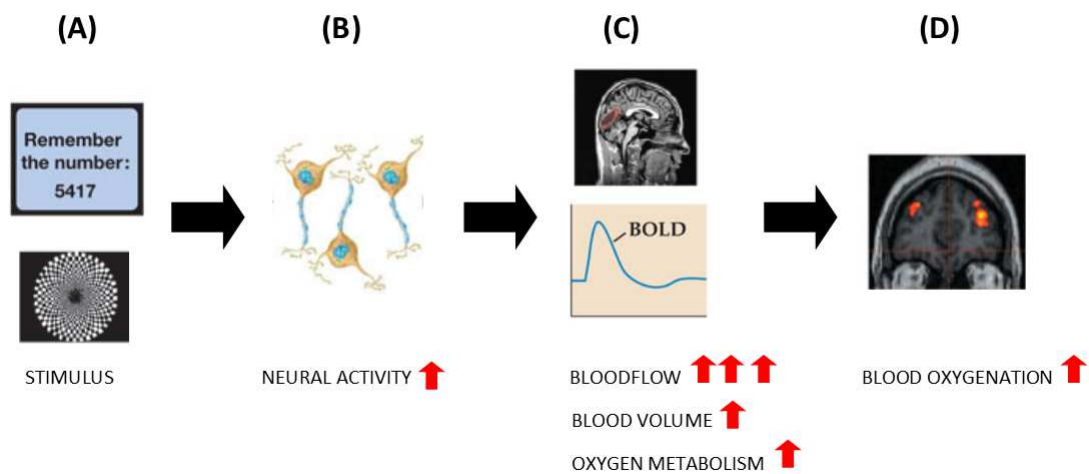 (A)
(B)
(C)
(D)
Remember
the number:
5417
BOLD
STIMULUS
NEURAL ACTIVITY
BLOODFLOW
BLOOD VOLUME
OXYGEN METABOLISM
BLOOD OXYGENATION